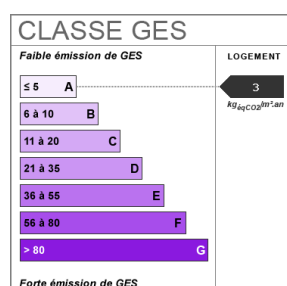 CLASSE GES
Faible émission de GES
LOGEMENT
≤ 5 A
3
kgéqCO2/m².an
6 à 10 B
11 à 20 C
21 à 35 D
36 à 55 E
56 à 80 F
> 80 G
Forte émission de GES